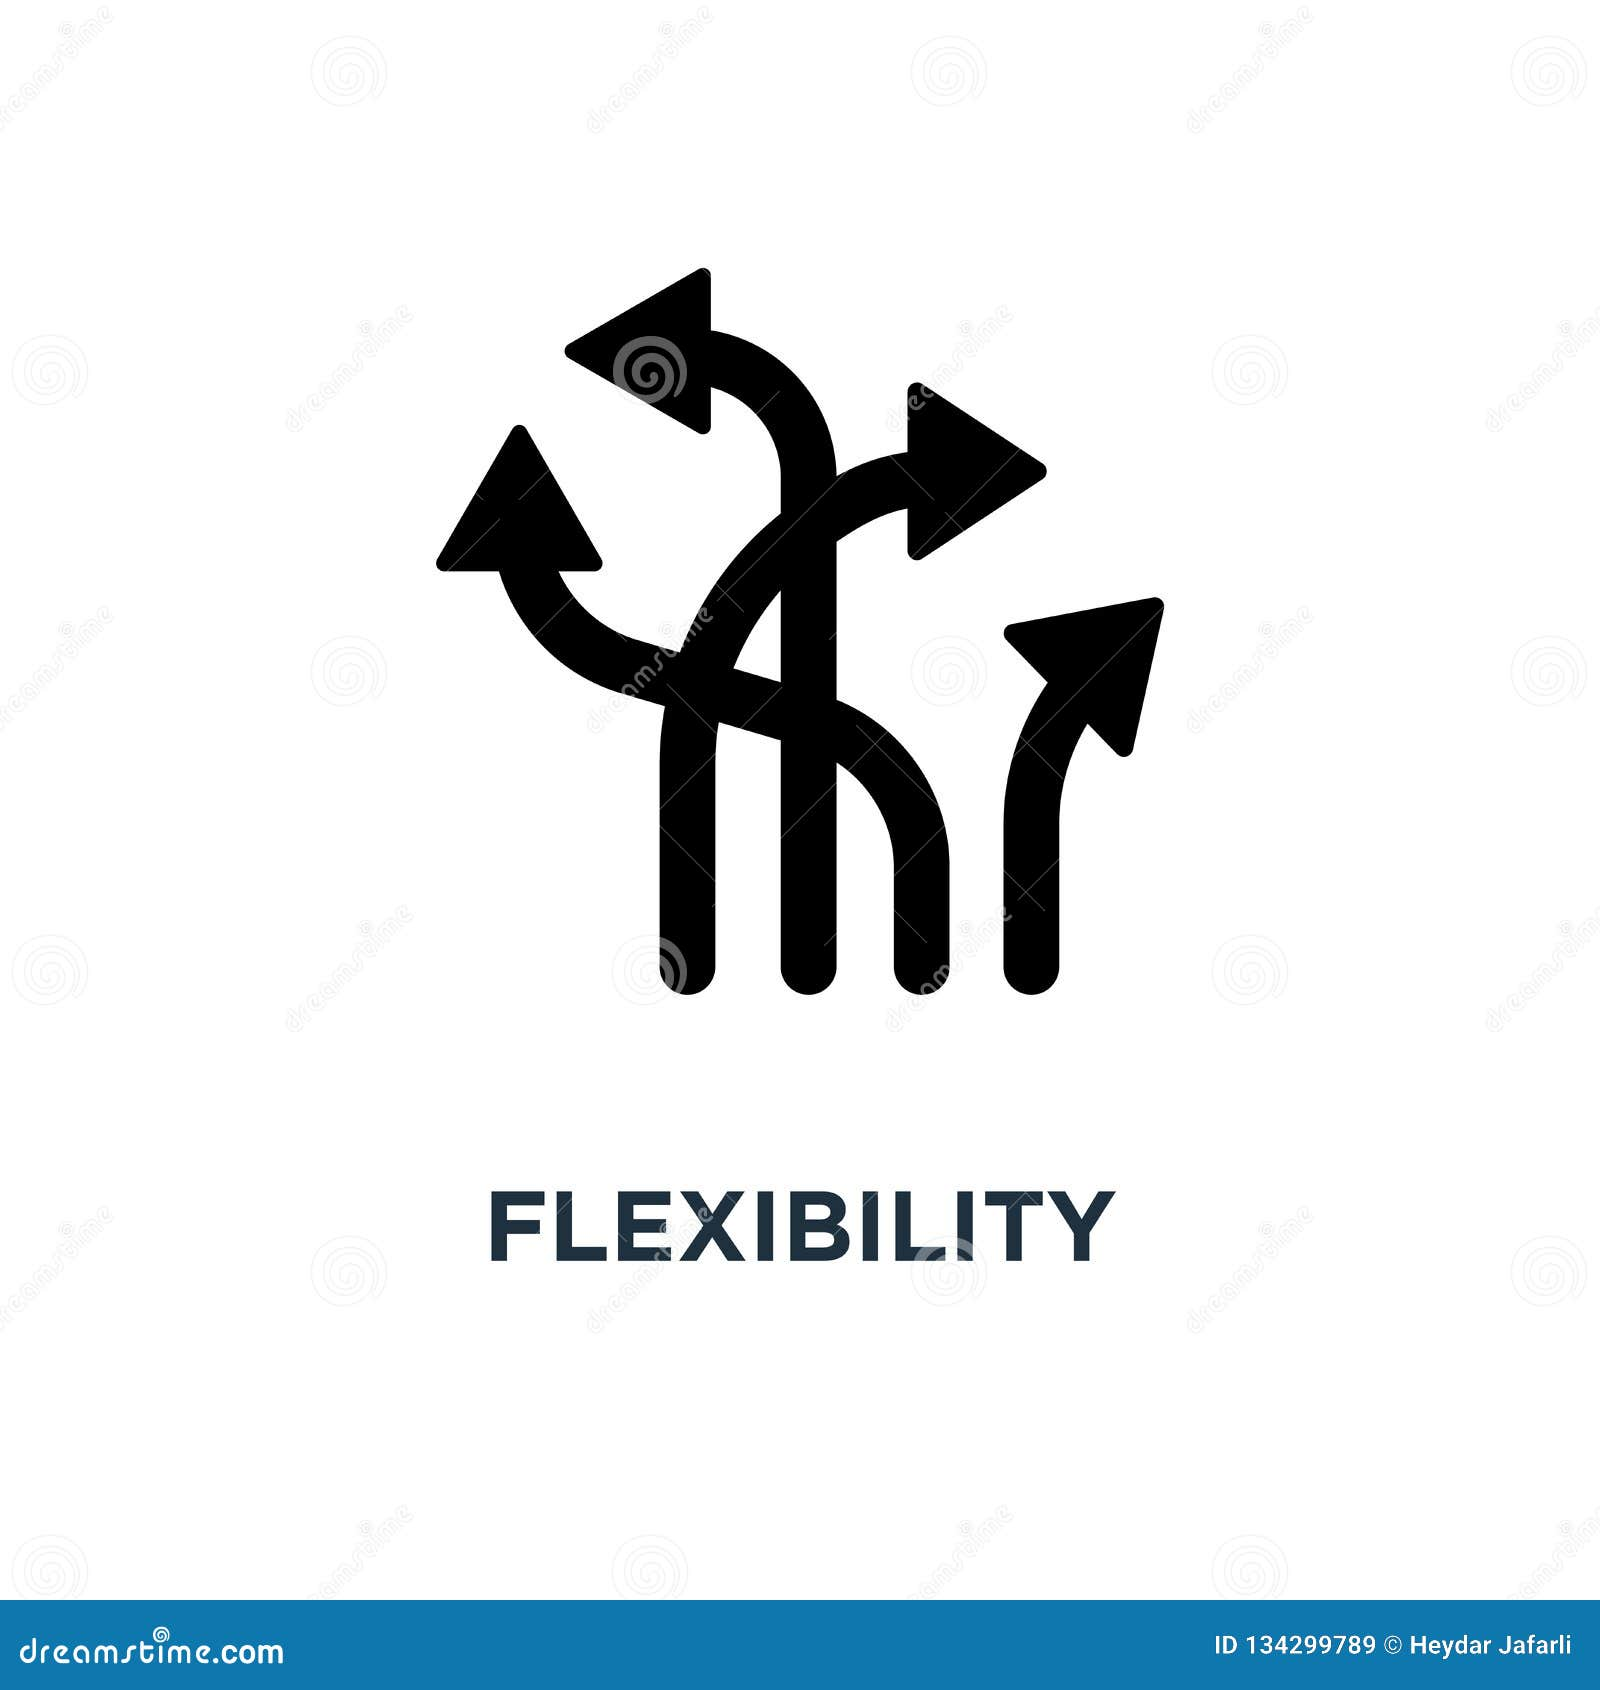 FLEXIBILITY
dreamstime.com
ID 134299789 © Heydar Jafarli